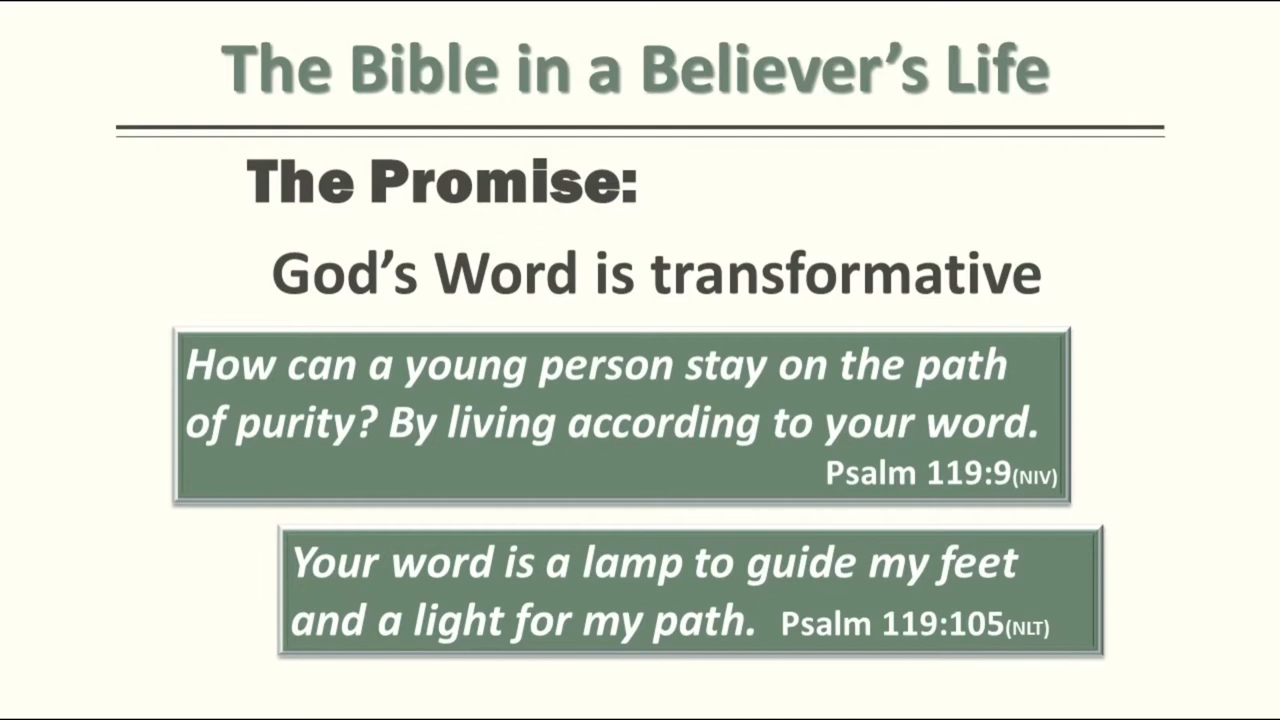 The Bible in a Believer’s Life
The Promise:
God’s Word is transformative
How can a young person stay on the path
of purity? By living according to your word.
Psalm 119:9(NIV)
Your word is a lamp to guide my feet
and a light for my path. Psalm 119:105(NLT)